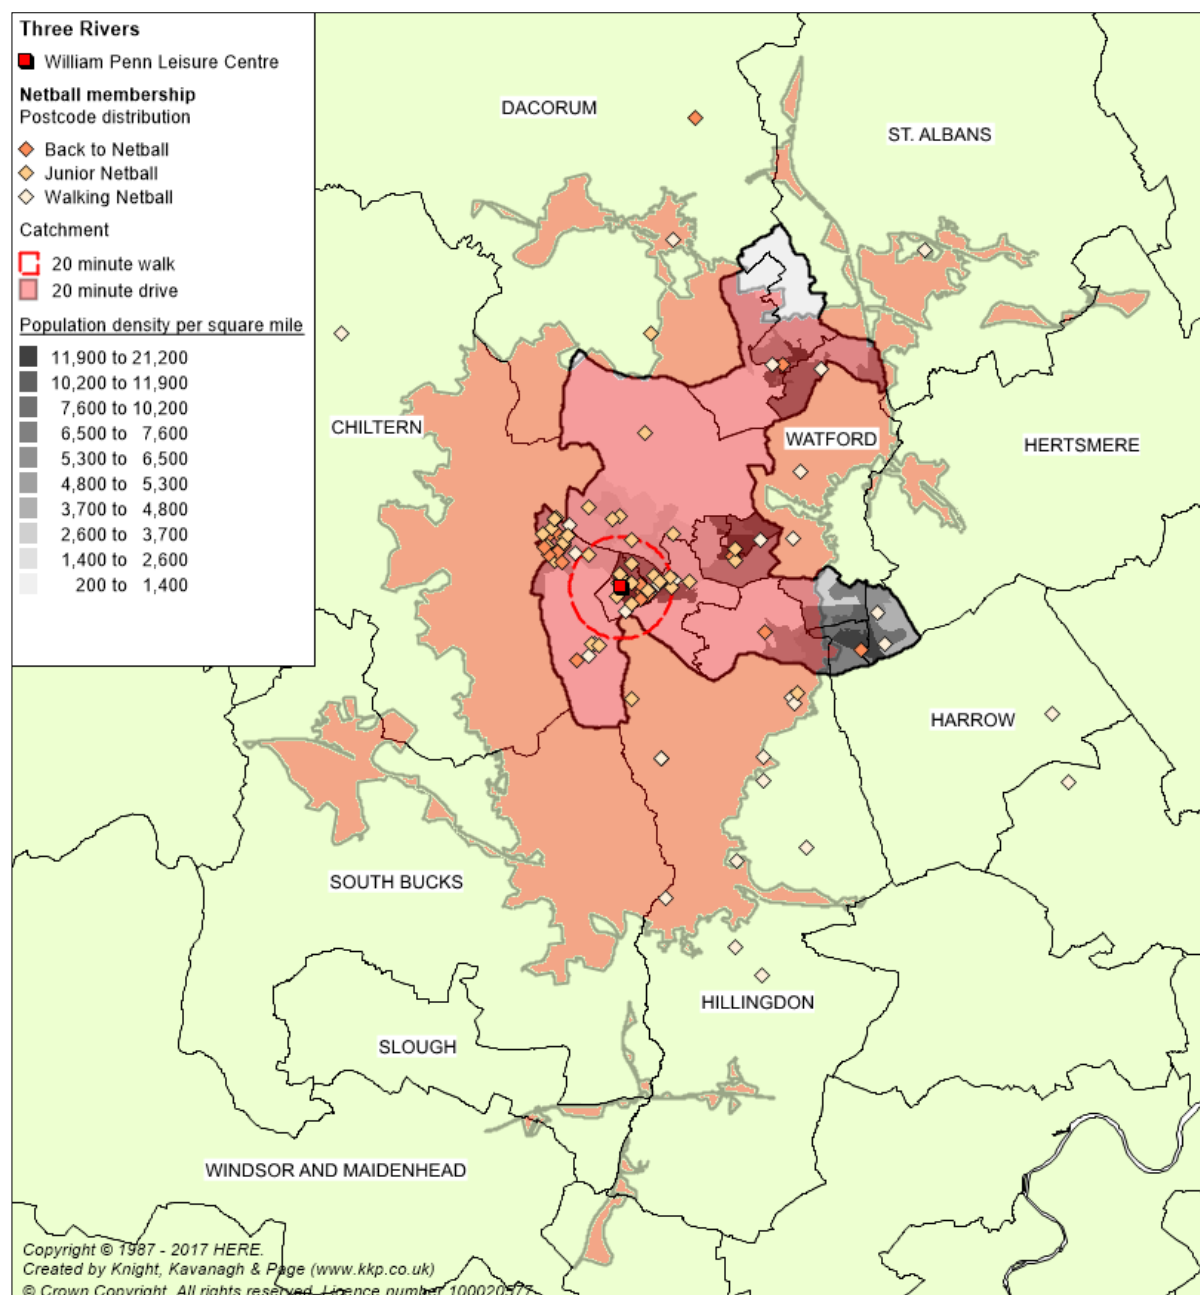 Three Rivers
William Penn Leisure Centre
Netball membership
Postcode distribution
Back to Netball
Junior Netball
Walking Netball
Catchment
20 minute walk
20 minute drive
Population density per square mile
11,900 to 21,200
10,200 to 11,900
7,600 to 10,200
6,500 to 7,600
5,300 to 6,500
4,800 to 5,300
3,700 to 4,800
2,600 to 3,700
1,400 to 2,600
200 to 1,400
DACORUM
ST. ALBANS
CHILTERN
WATFORD
HERTSMERE
HARROW
SOUTH BUCKS
HILLINGDON
SLOUGH
WINDSOR AND MAIDENHEAD
Copyright © 1987 - 2017 HERE.
Created by Knight, Kavanagh & Page (www.kkp.co.uk)
© Crown Copyright. All rights reserved. Licence number 100020577